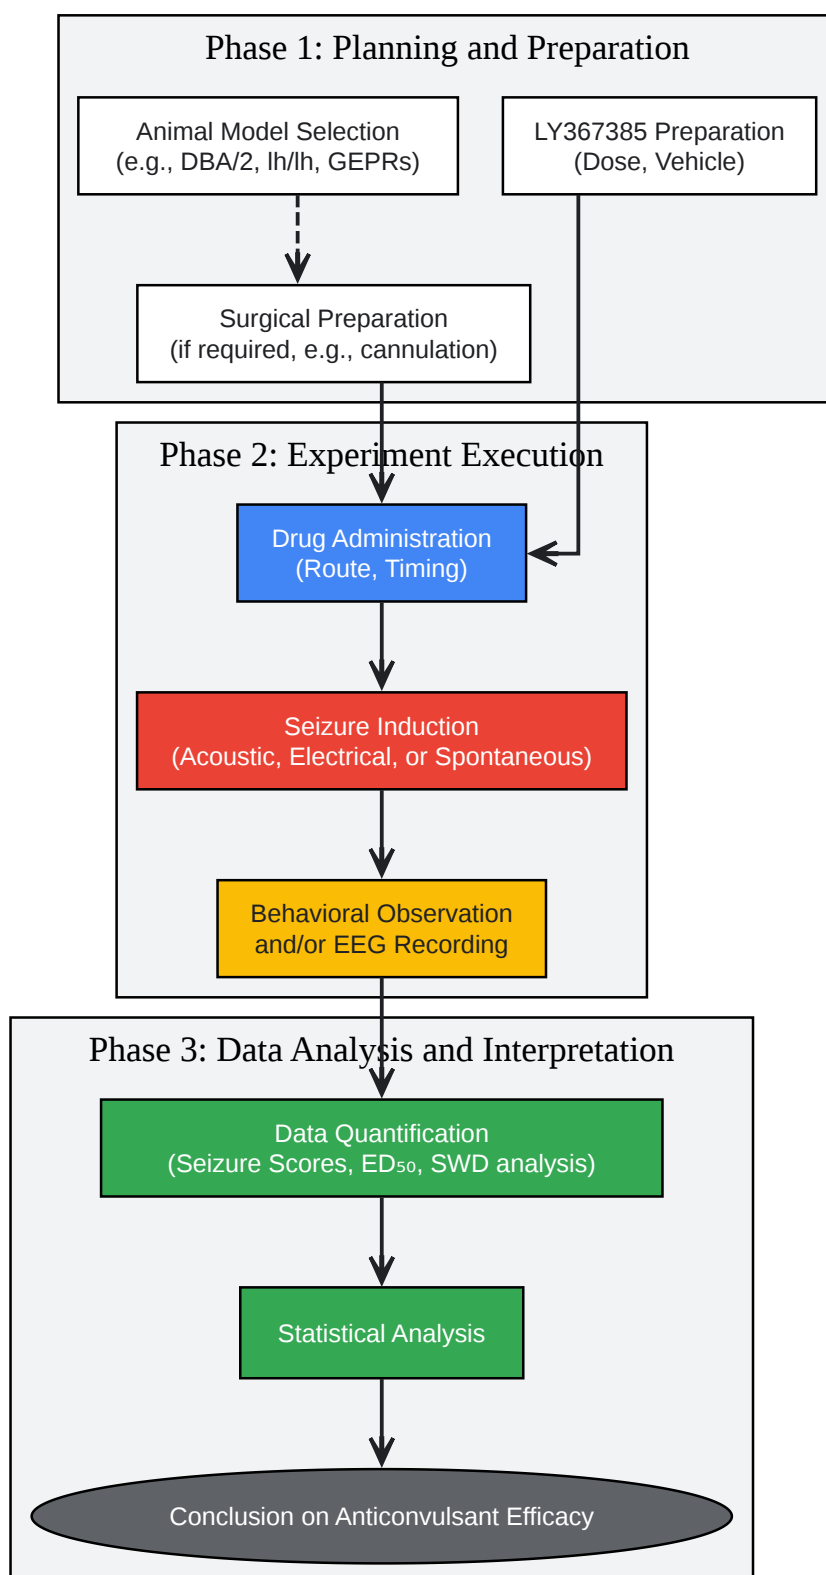 Phase 1: Planning and Preparation
Animal Model Selection
(e.g., DBA/2, lh/lh, GEPRs)
LY367385 Preparation
(Dose, Vehicle)
Surgical Preparation
(if required, e.g., cannulation)
Phase 2: Experiment Execution
Drug Administration
(Route, Timing)
Seizure Induction
(Acoustic, Electrical, or Spontaneous)
Behavioral Observation
and/or EEG Recording
Phase 3: Data Analysis and Interpretation
Data Quantification
(Seizure Scores, ED₅₀, SWD analysis)
Statistical Analysis
Conclusion on Anticonvulsant Efficacy